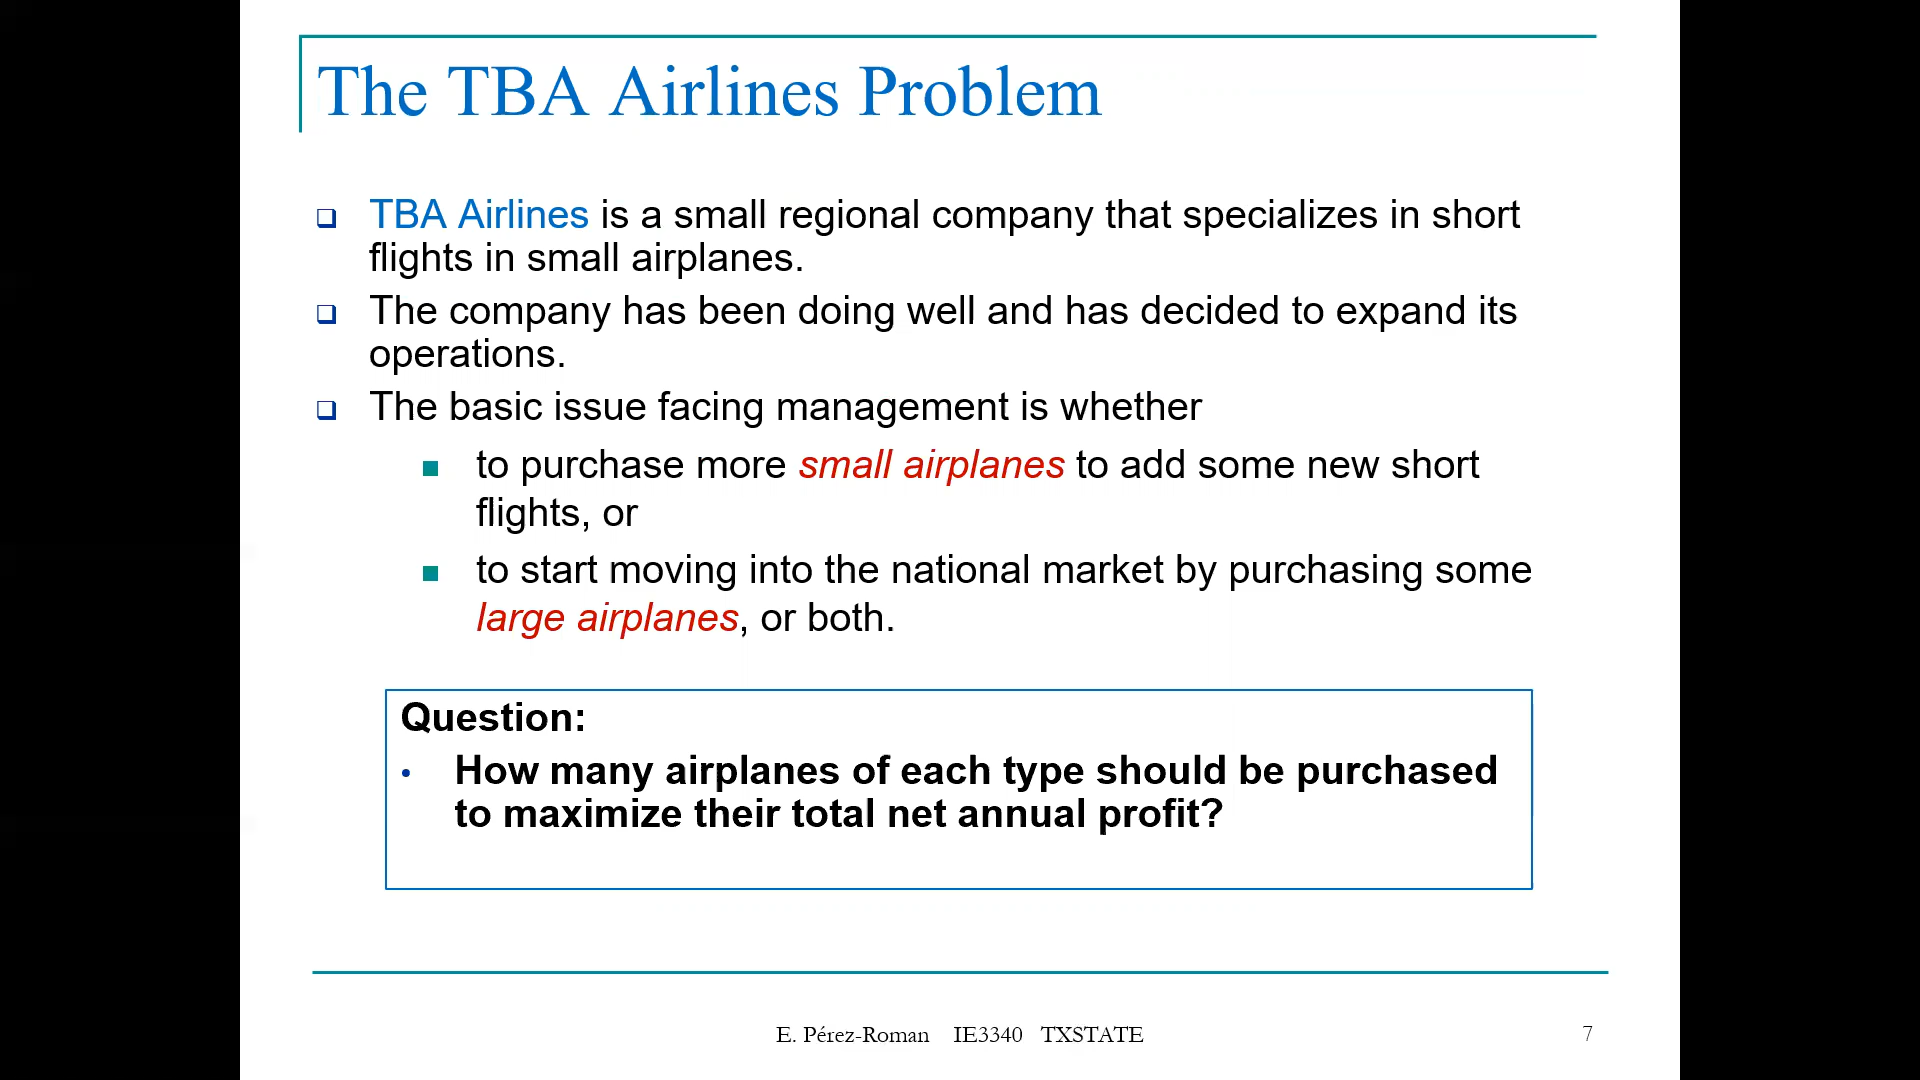 The TBA Airlines Problem
TBA Airlines is a small regional company that specializes in short
flights in small airplanes.
The company has been doing well and has decided to expand its
operations.
The basic issue facing management is whether
to purchase more small airplanes to add some new short
flights, or
to start moving into the national market by purchasing some
large airplanes, or both.
Question:
• How many airplanes of each type should be purchased
to maximize their total net annual profit?
E. Pérez-Roman IE3340 TXSTATE
7